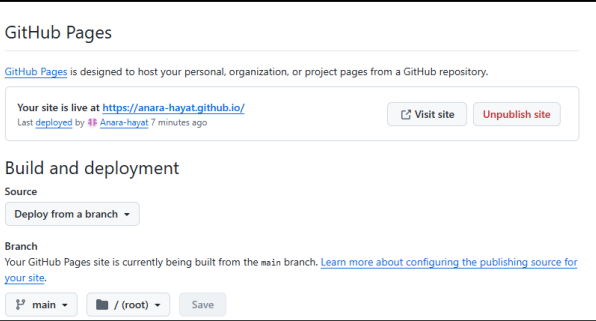 GitHub Pages
GitHub Pages is designed to host your personal, organization, or project pages from a GitHub repository.
Your site is live at https://anara-hayat.github.io/
Last deployed by Anara-hayat 7 minutes ago
Visit site
Unpublish site
Build and deployment
Source
Deploy from a branch
Branch
Your GitHub Pages site is currently being built from the main branch. Learn more about configuring the publishing source for
your site.
main
/ (root)
Save